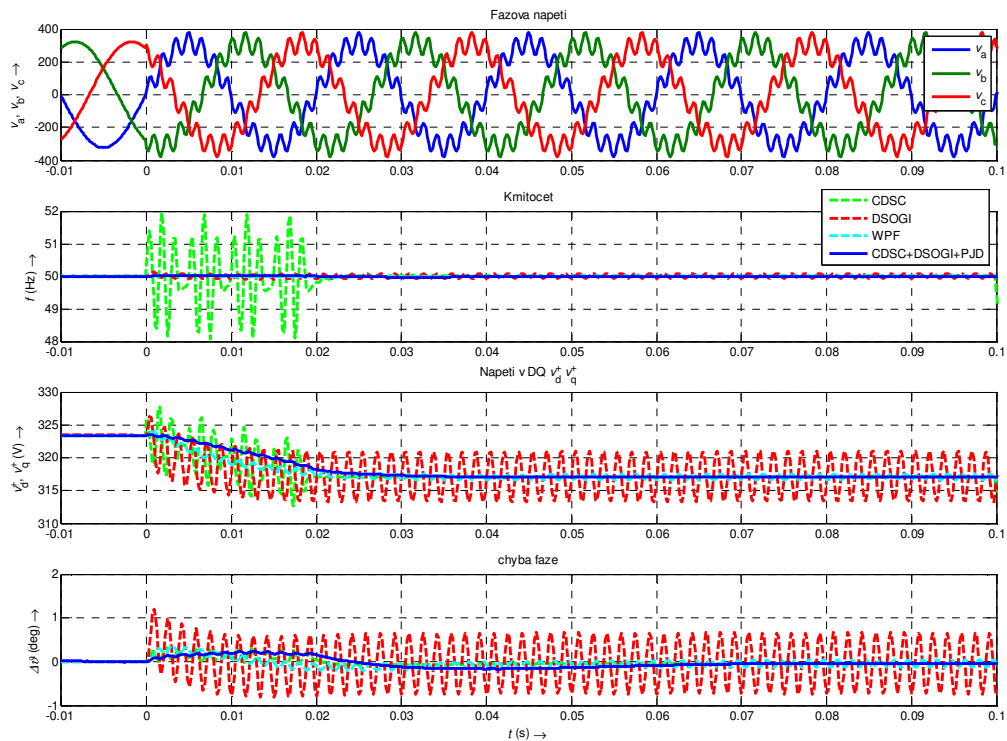 Fazova napeti
400
200
0
-200
-400
v_a, v_b, v_c →
-0.01 0 0.01 0.02 0.03 0.04 0.05 0.06 0.07 0.08 0.09 0.1
v_a
v_b
v_c
Kmitocet
52
51
50
49
48
f (Hz) →
-0.01 0 0.01 0.02 0.03 0.04 0.05 0.06 0.07 0.08 0.09 0.1
CDSC
DSOGI
WPF
CDSC+DSOGI+PJD
Napeti v DQ v_d^+ v_q^+
330
325
320
315
310
v_d^+ v_q^+ (V) →
-0.01 0 0.01 0.02 0.03 0.04 0.05 0.06 0.07 0.08 0.09 0.1
chyba faze
2
1
0
-1
Δϑ (deg) →
-0.01 0 0.01 0.02 0.03 0.04 0.05 0.06 0.07 0.08 0.09 0.1
t (s) →